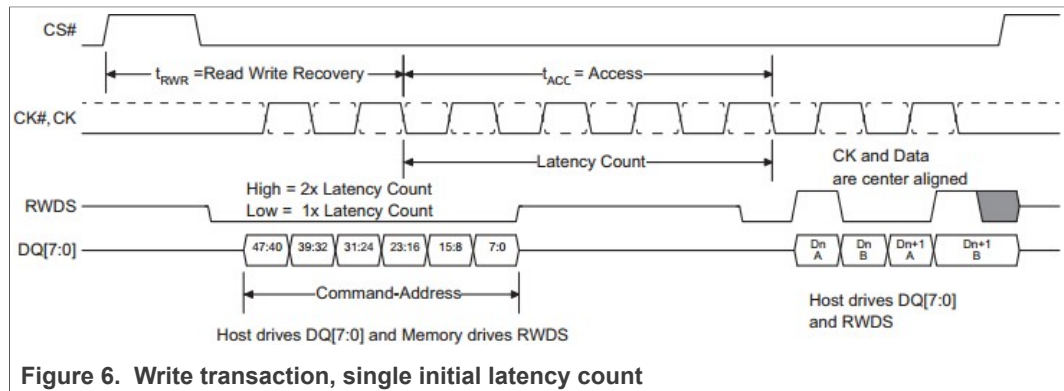 CS#
tRWR =Read Write Recovery
tACC = Access
CK#, CK
Latency Count
CK and Data
are center aligned
High = 2x Latency Count
Low = 1x Latency Count
RWDS
DQ[7:0]
47:40 39:32 31:24 23:16 15:8 7:0
Dn A Dn B Dn+1 A Dn+1 B
Command-Address
Host drives DQ[7:0]
and RWDS
Host drives DQ[7:0] and Memory drives RWDS
Figure 6. Write transaction, single initial latency count